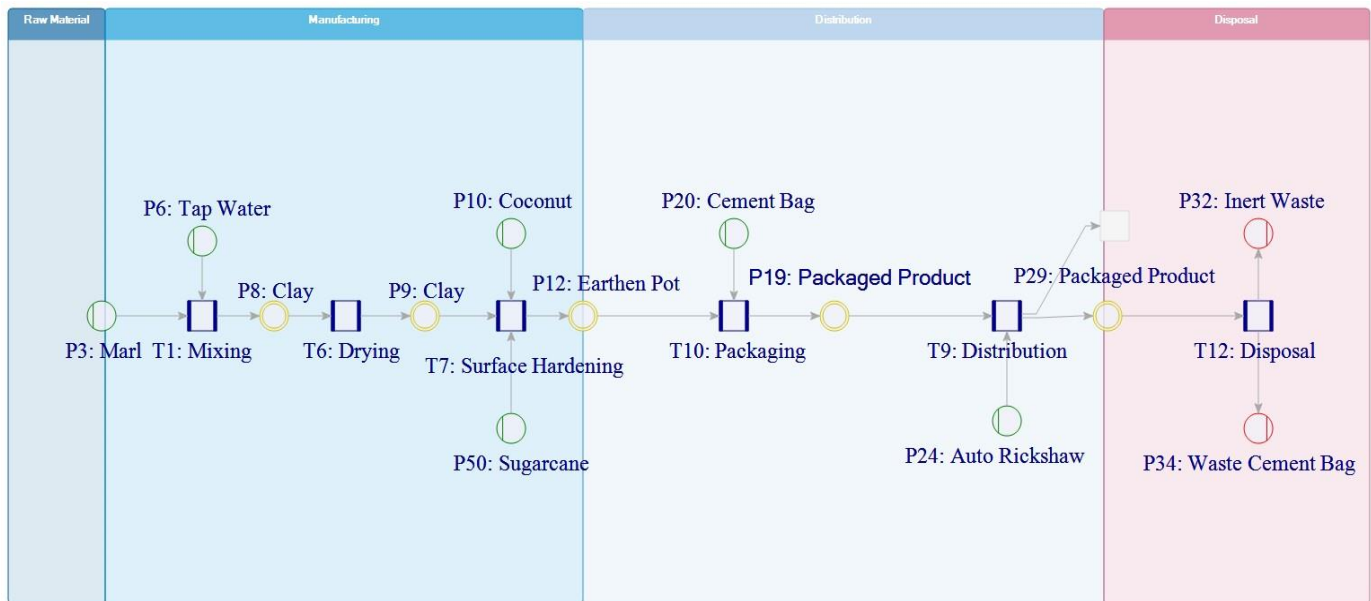 Raw Material
Manufacturing
Distribution
Disposal
P6: Tap Water
P10: Coconut
P20: Cement Bag
P32: Inert Waste
P8: Clay
P9: Clay
P12: Earthen Pot
P19: Packaged Product
P29: Packaged Product
P3: Marl
T1: Mixing
T6: Drying
T7: Surface Hardening
T10: Packaging
T9: Distribution
T12: Disposal
P50: Sugarcane
P24: Auto Rickshaw
P34: Waste Cement Bag